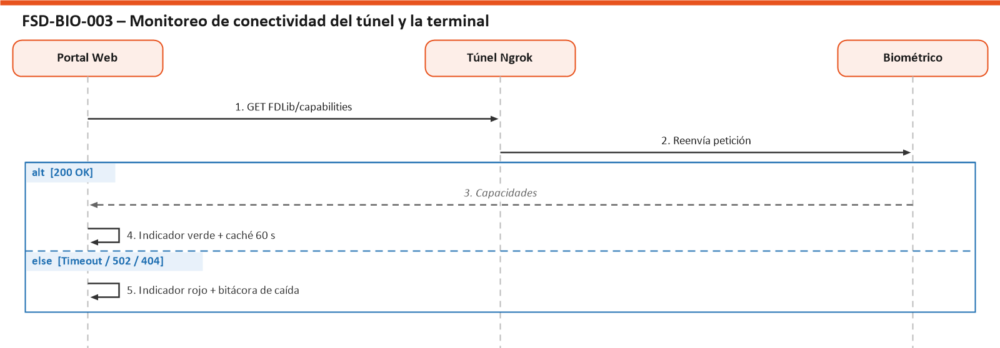 FSD-BIO-003 – Monitoreo de conectividad del túnel y la terminal
Portal Web
Túnel Ngrok
Biométrico
1. GET FDLib/capabilities
2. Reenvía petición
alt [200 OK]
3. Capacidades
4. Indicador verde + caché 60 s
else [Timeout / 502 / 404]
5. Indicador rojo + bitácora de caída